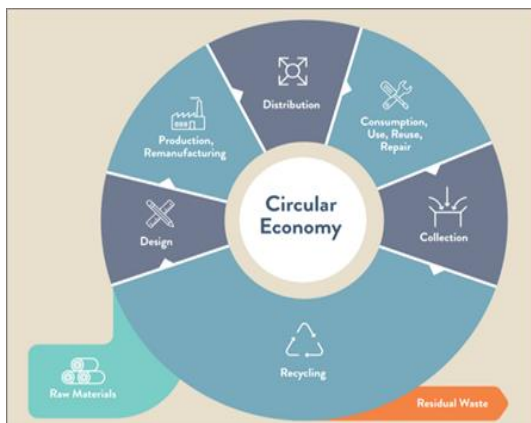 Distribution
Production,
Remanufacturing
Consumption,
Use, Reuse,
Repair
Circular
Economy
Design
Collection
Recycling
Raw Materials
Residual Waste